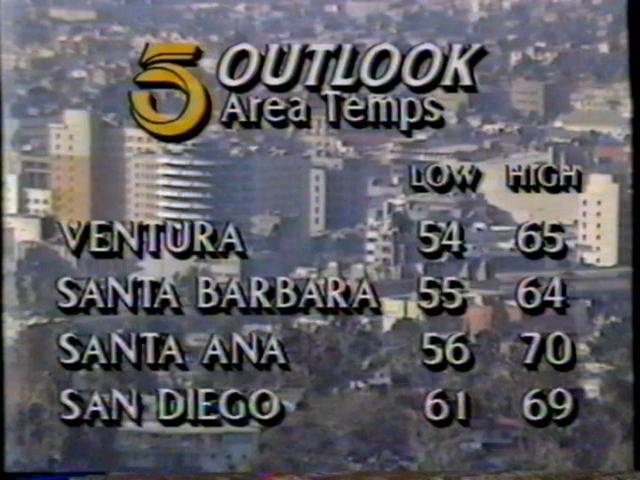 5 OUTLOOK
Area Temps
LOW HIGH
VENTURA 54 65
SANTA BARBARA 55 64
SANTA ANA 56 70
SAN DIEGO 61 69